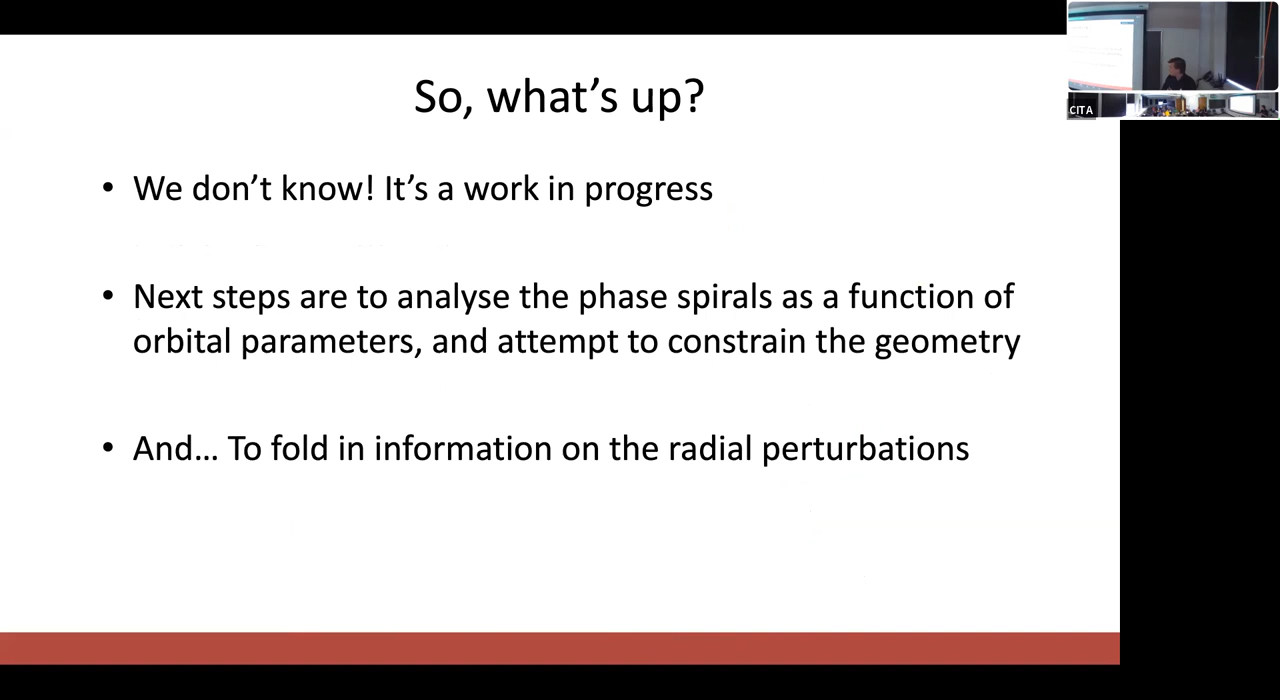 So, what’s up?
• We don’t know! It’s a work in progress
• Next steps are to analyse the phase spirals as a function of
orbital parameters, and attempt to constrain the geometry
• And… To fold in information on the radial perturbations
CITA